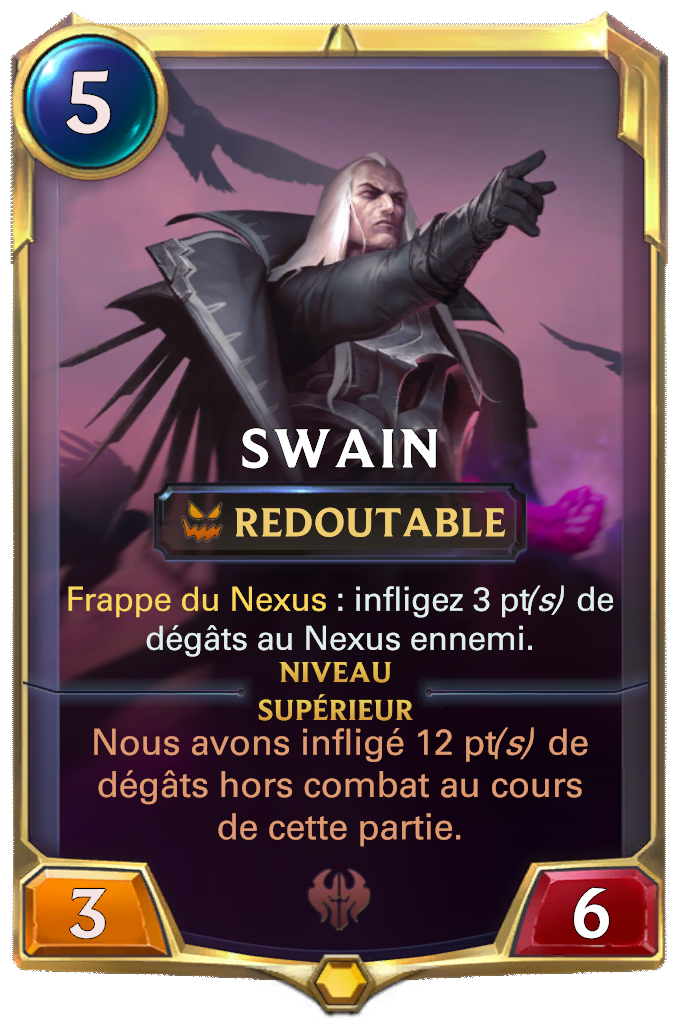 5
SWAIN
REDOUTABLE
Frappe du Nexus : infligez 3 pt(s) de
dégâts au Nexus ennemi.
NIVEAU
SUPÉRIEUR
Nous avons infligé 12 pt(s) de
dégâts hors combat au cours
de cette partie.
3
6